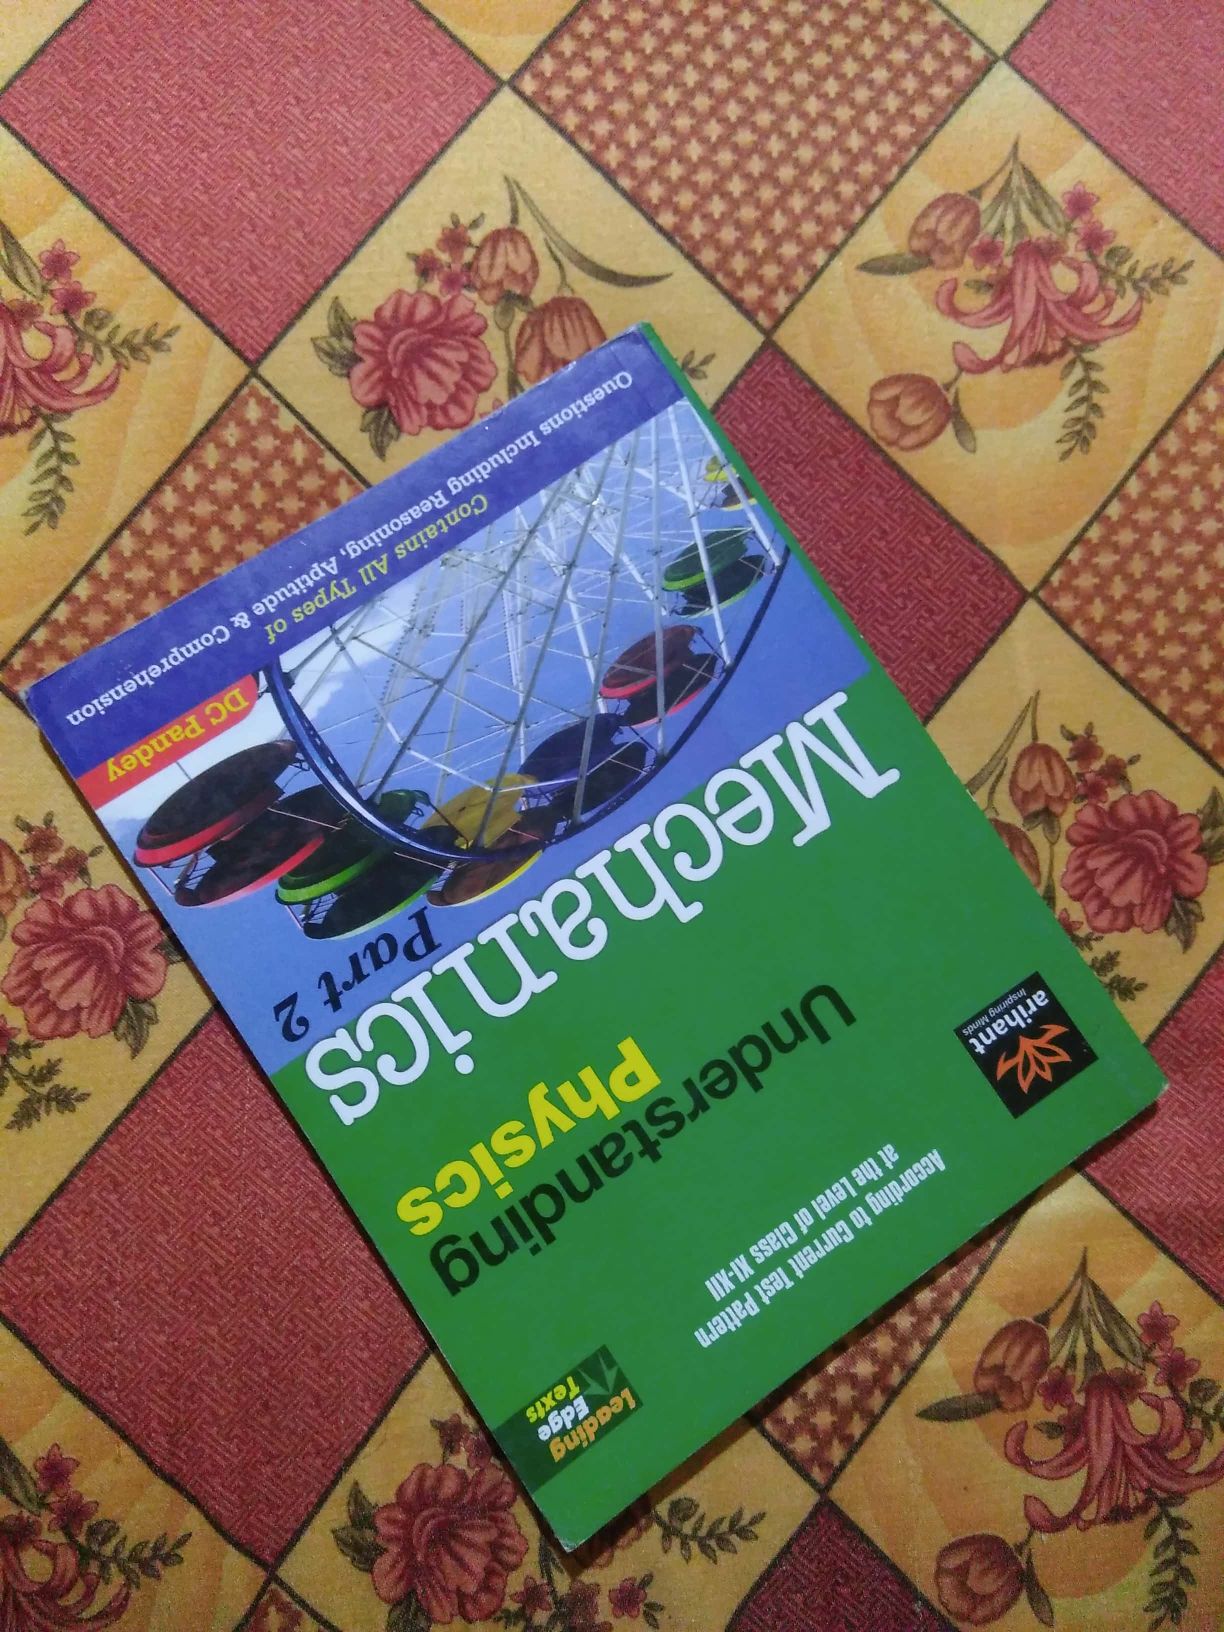 Leading
Edge
Texts
According to Current Test Pattern
at the Level of Class XI-XII
arihant
Inspiring Minds
Understanding
Physics
Mechanics
Part 2
DC Pandey
Contains All Types of
Questions Including Reasoning, Aptitude & Comprehension